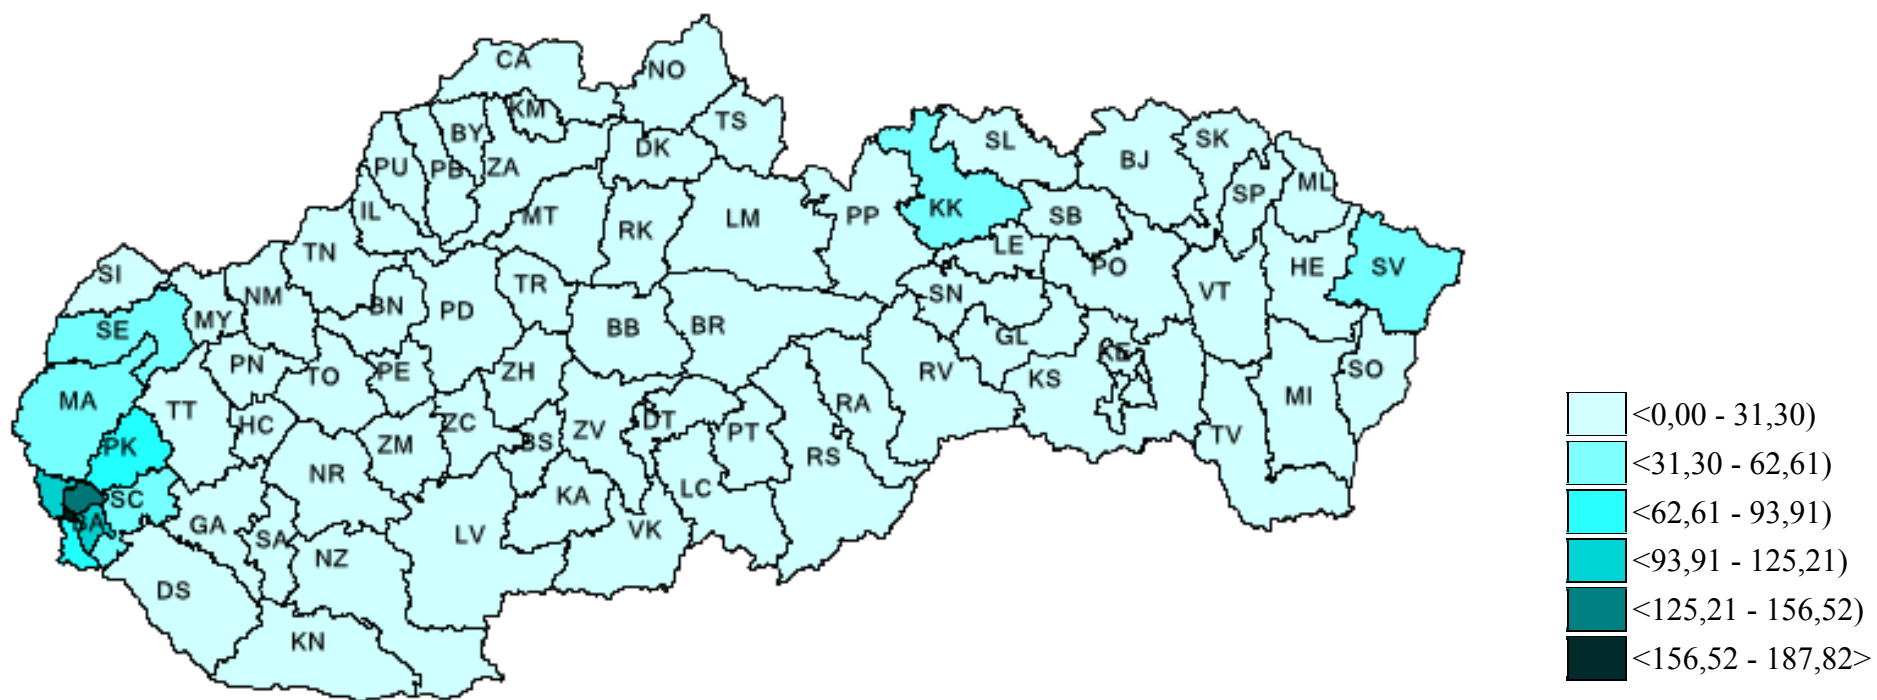 CA
NO
KM
TS
BY
DK
SL
SK
PU
PB
ZA
BJ
ML
SP
IL
MT
RK
LM
PP
KK
SB
TN
LE
SI
PO
HE
SV
NM
BN
TR
SN
VT
MY
PD
SE
BB
BR
GL
KE
PN
TO
PE
ZH
RV
KS
SO
MA
TT
RA
MI
HC
ZC
DT
PT
PK
ZM
BS
ZV
TV
NR
RS
SC
KA
LC
BA
GA
SA
LV
VK
NZ
DS
KN
<0,00 - 31,30)
<31,30 - 62,61)
<62,61 - 93,91)
<93,91 - 125,21)
<125,21 - 156,52)
<156,52 - 187,82>